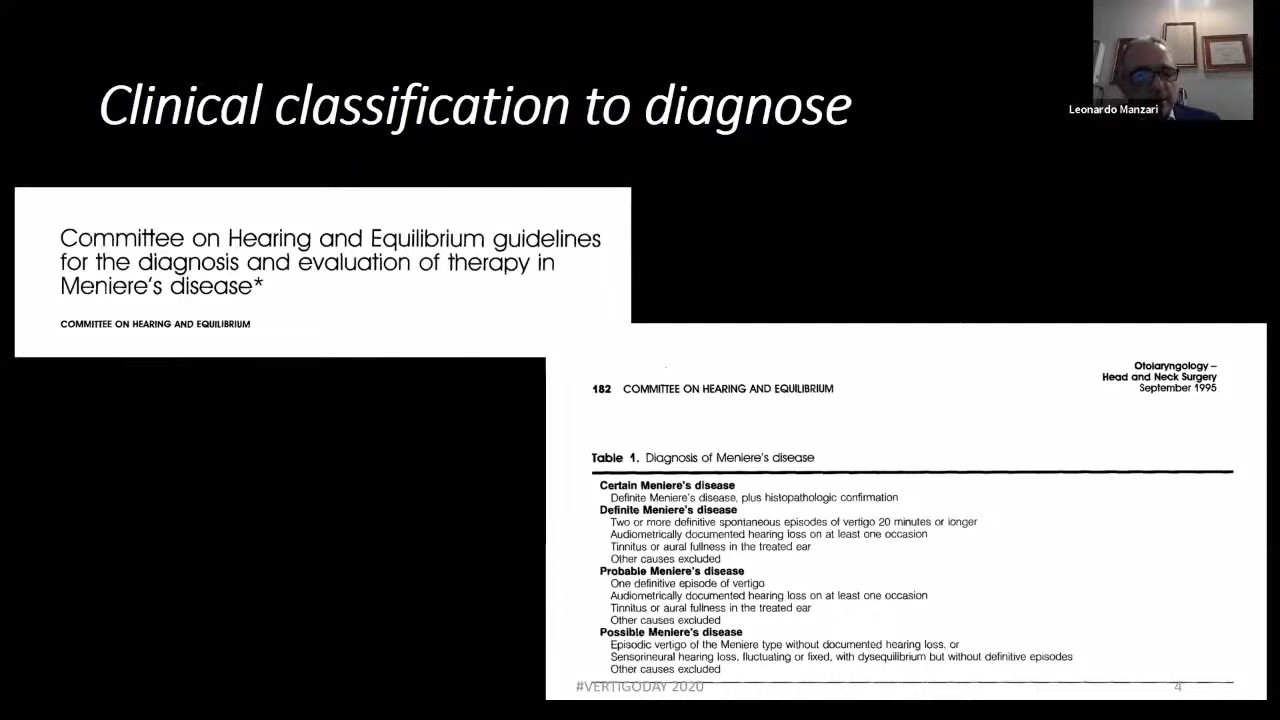 Clinical classification to diagnose
Leonardo Manzari
Committee on Hearing and Equilibrium guidelines
for the diagnosis and evaluation of therapy in
Meniere's disease*
COMMITTEE ON HEARING AND EQUILIBRIUM
182 COMMITTEE ON HEARING AND EQUILIBRIUM
Otolaryngology –
Head and Neck Surgery
September 1995
Table 1. Diagnosis of Meniere's disease
Certain Meniere's disease
Definite Meniere's disease, plus histopathologic confirmation
Definite Meniere's disease
Two or more definitive spontaneous episodes of vertigo 20 minutes or longer
Audiometrically documented hearing loss on at least one occasion
Tinnitus or aural fullness in the treated ear
Other causes excluded
Probable Meniere's disease
One definitive episode of vertigo
Audiometrically documented hearing loss on at least one occasion
Tinnitus or aural fullness in the treated ear
Other causes excluded
Possible Meniere's disease
Episodic vertigo of the Meniere type without documented hearing loss, or
Sensorineural hearing loss, fluctuating or fixed, with dysequilibrium but without definitive episodes
Other causes excluded
#VERTIGODAY 2020
4